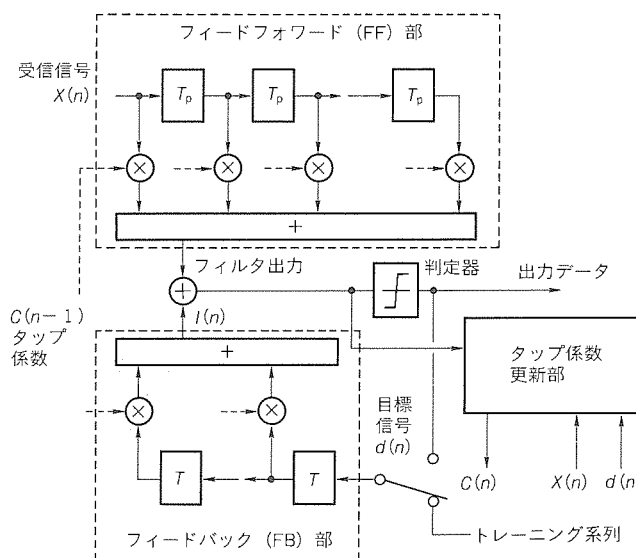 フィードフォワード (FF) 部
受信信号
X(n)
Tp
Tp
Tp
×
×
×
×
+
フィルタ出力
判定器
出力データ
+
I(n)
C(n−1)
タップ
係数
+
タップ係数
更新部
×
×
目標
信号
d(n)
T
T
C(n)
X(n)
d(n
トレーニング系列
フィードバック (FB) 部